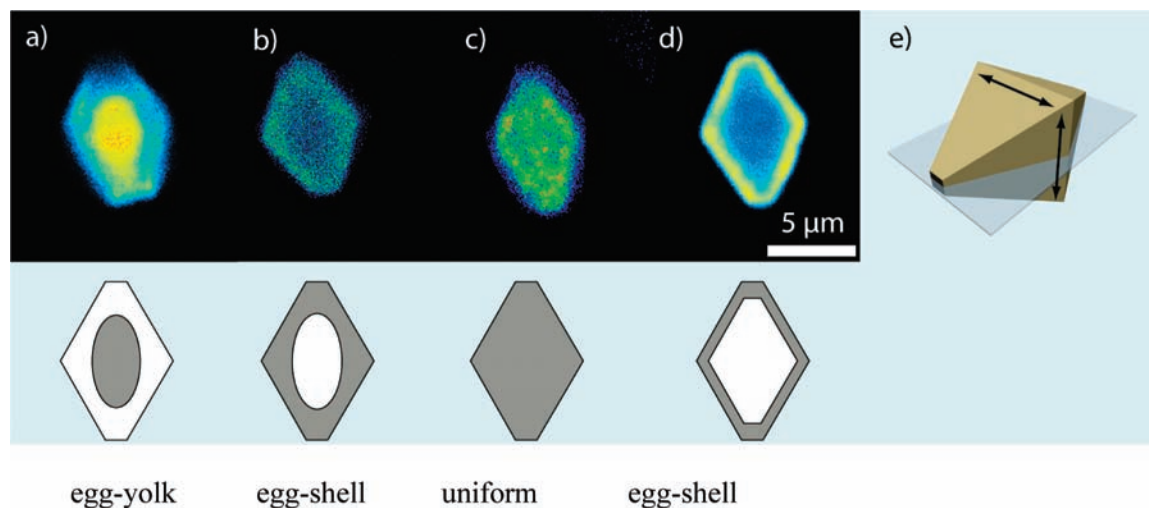 a)
b)
c)
d)
e)
5 μm
egg-yolk
egg-shell
uniform
egg-shell